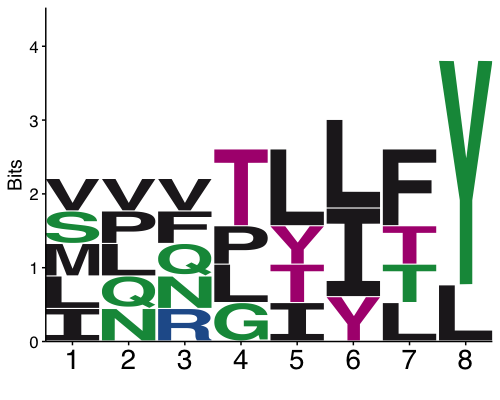 Bits
4
3
2
1
0
V V V
S P F T L F
M L Q P Y L T
L Q N L T I T Y
I N R G I Y L L
1 2 3 4 5 6 7 8